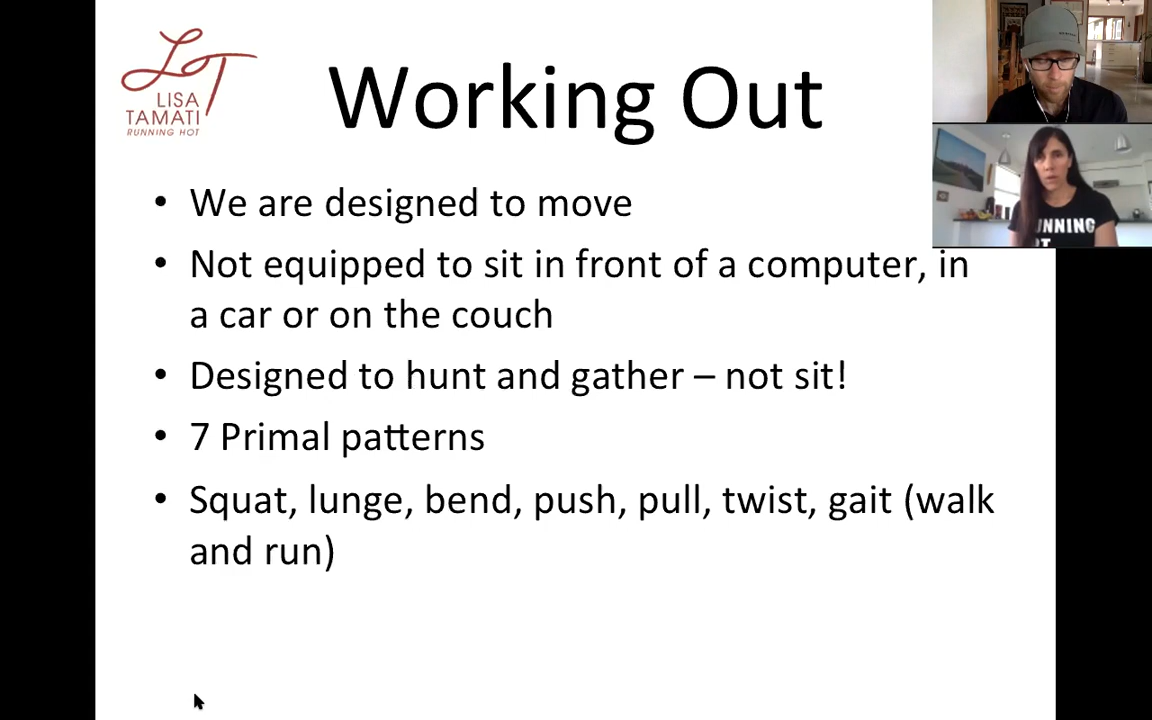 LT
LISA
TAMATI
RUNNING HOT
Working Out
• We are designed to move
• Not equipped to sit in front of a computer, in
a car or on the couch
• Designed to hunt and gather – not sit!
• 7 Primal patterns
• Squat, lunge, bend, push, pull, twist, gait (walk
and run)
UNNING